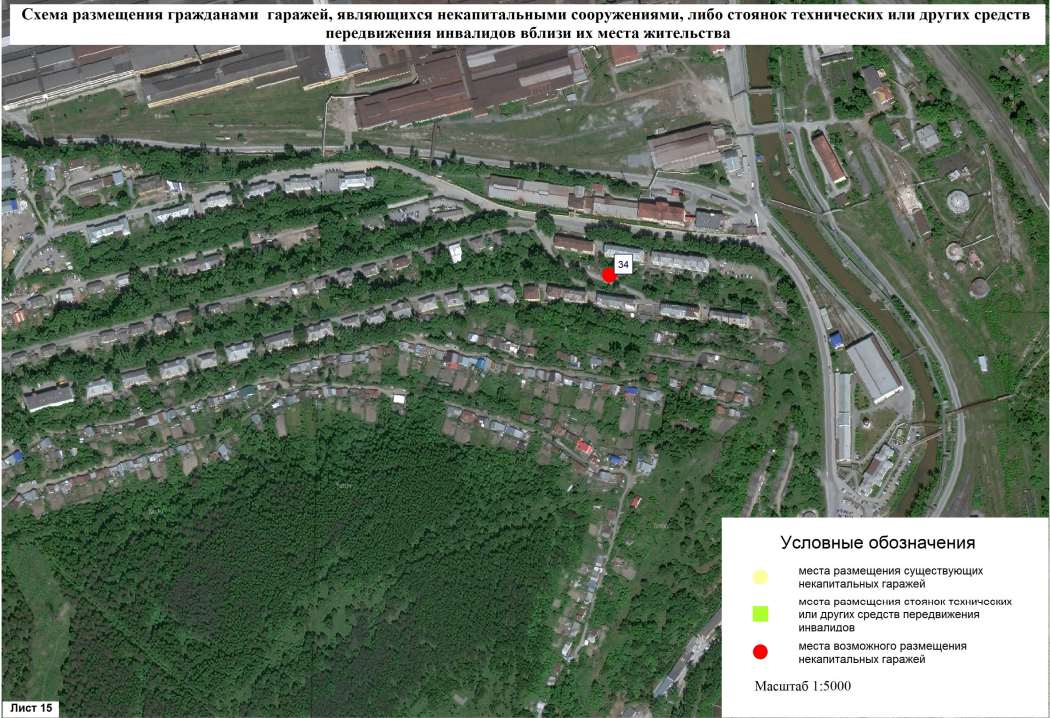 Схема размещения гражданами гаражей, являющихся некапитальными сооружениями, либо стоянок технических или других средств
передвижения инвалидов вблизи их места жительства
34
Условные обозначения
места размещения существующих
некапитальных гаражей
места размещения стоянок технических
или других средств передвижения
инвалидов
места возможного размещения
некапитальных гаражей
Масштаб 1:5000
Лист 15